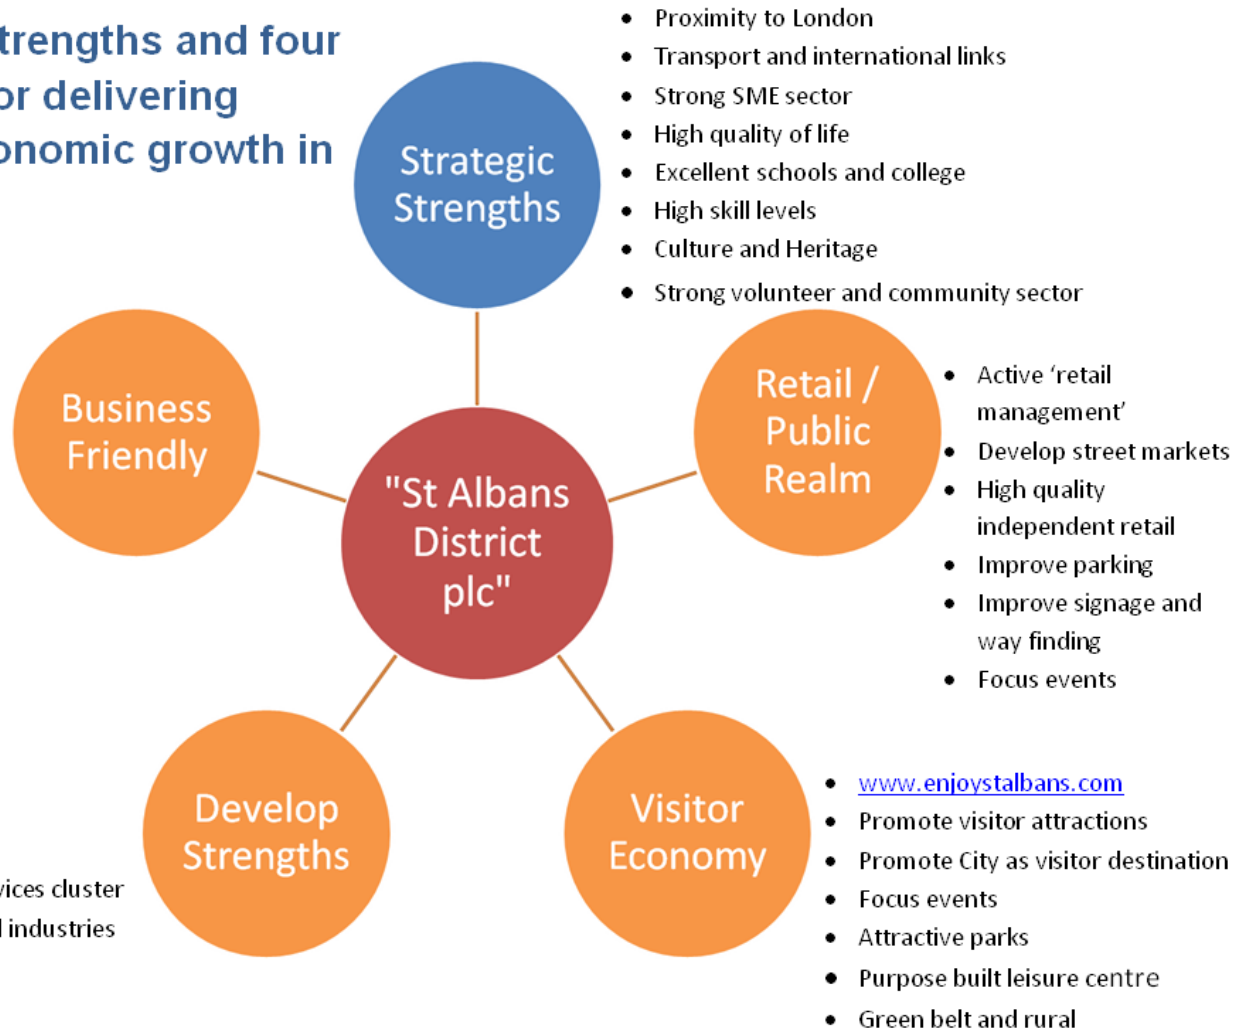 trengths and four
or delivering
onomic growth in
Strategic
Strengths
• Proximity to London
• Transport and international links
• Strong SME sector
• High quality of life
• Excellent schools and college
• High skill levels
• Culture and Heritage
• Strong volunteer and community sector
Business
Friendly
Retail /
Public
Realm
• Active ‘retail
management’
• Develop street markets
• High quality
independent retail
• Improve parking
• Improve signage and
way finding
• Focus events
"St Albans
District
plc"
Develop
Strengths
vices cluster
industries
Visitor
Economy
• www.enjoystalbans.com
• Promote visitor attractions
• Promote City as visitor destination
• Focus events
• Attractive parks
• Purpose built leisure centre
• Green belt and rural